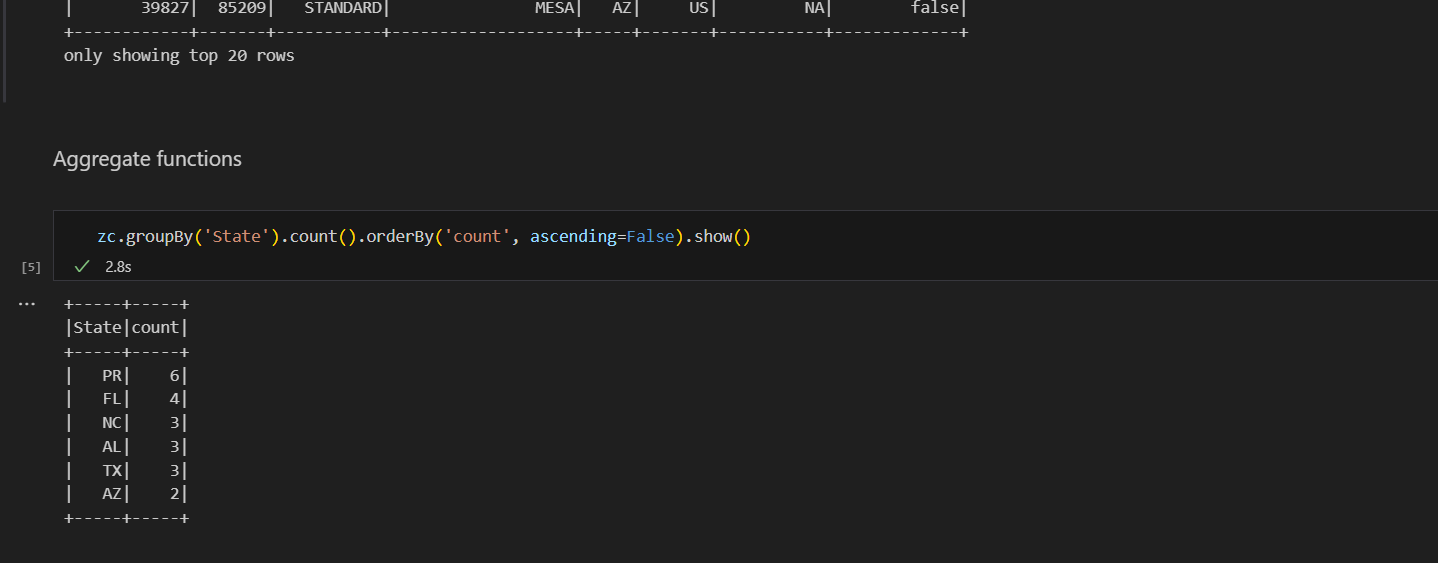 |       39827|  85209|   STANDARD|               MESA|   AZ|     US|         NA|        false|
+------------+-------+-----------+-------------------+-----+-------+-----------+-------------+
only showing top 20 rows
Aggregate functions
zc.groupBy('State').count().orderBy('count', ascending=False).show()
[5] ✓ 2.8s
...
+-----+-----+
|State|count|
+-----+-----+
|   PR|    6|
|   FL|    4|
|   NC|    3|
|   AL|    3|
|   TX|    3|
|   AZ|    2|
+-----+-----+